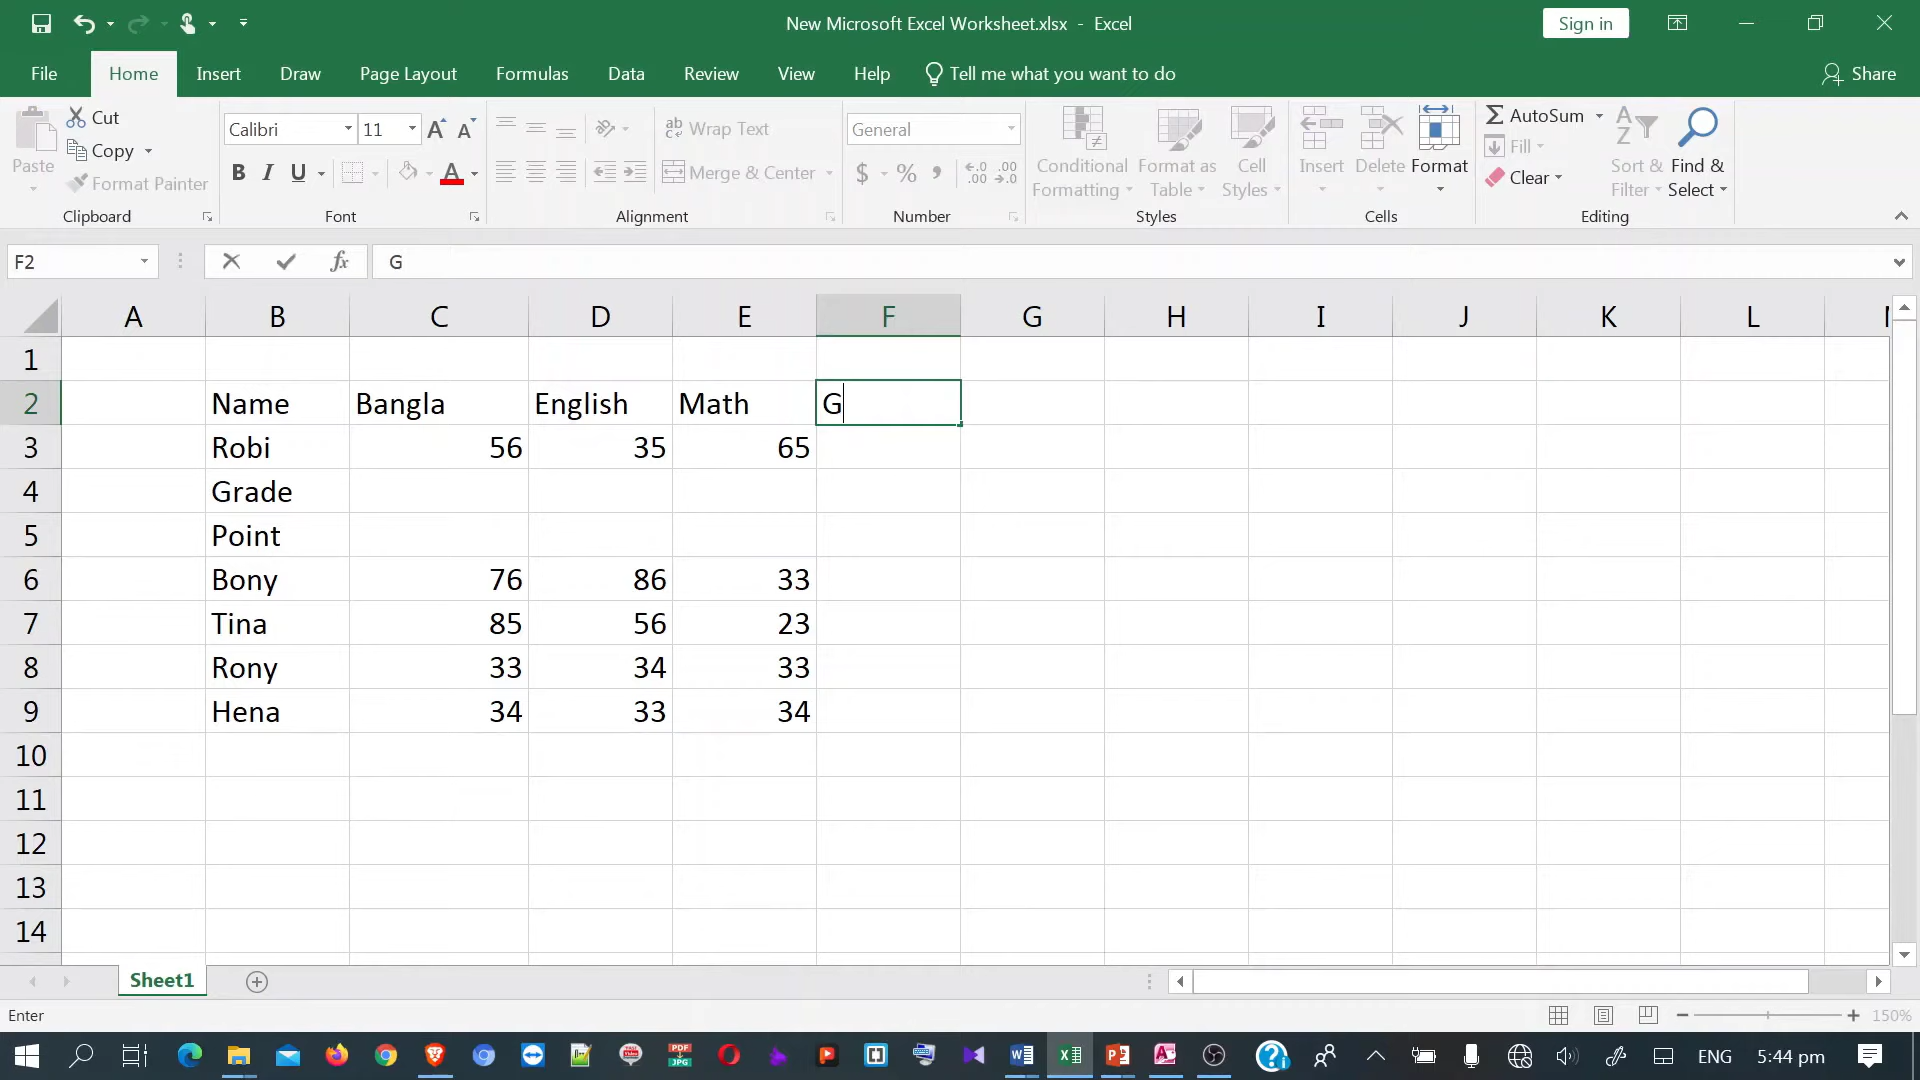 New Microsoft Excel Worksheet.xlsx - Excel
Sign in
File Home Insert Draw Page Layout Formulas Data Review View Help Tell me what you want to do Share
Paste
Cut
Copy
Format Painter
Clipboard
Calibri 11
B I U A
Font
Wrap Text
Merge & Center
Alignment
General
$ % ,
Number
Conditional Formatting
Format as Table
Cell Styles
Styles
Insert Delete Format
Cells
AutoSum
Fill
Clear
Sort & Filter
Find & Select
Editing
F2 fx G
A B C D E F G H I J K L
1
2 Name Bangla English Math G
3 Robi 56 35 65
4 Grade
5 Point
6 Bony 76 86 33
7 Tina 85 56 23
8 Rony 33 34 33
9 Hena 34 33 34
10
11
12
13
14
Sheet1
Enter 150%
ENG 5:44 pm